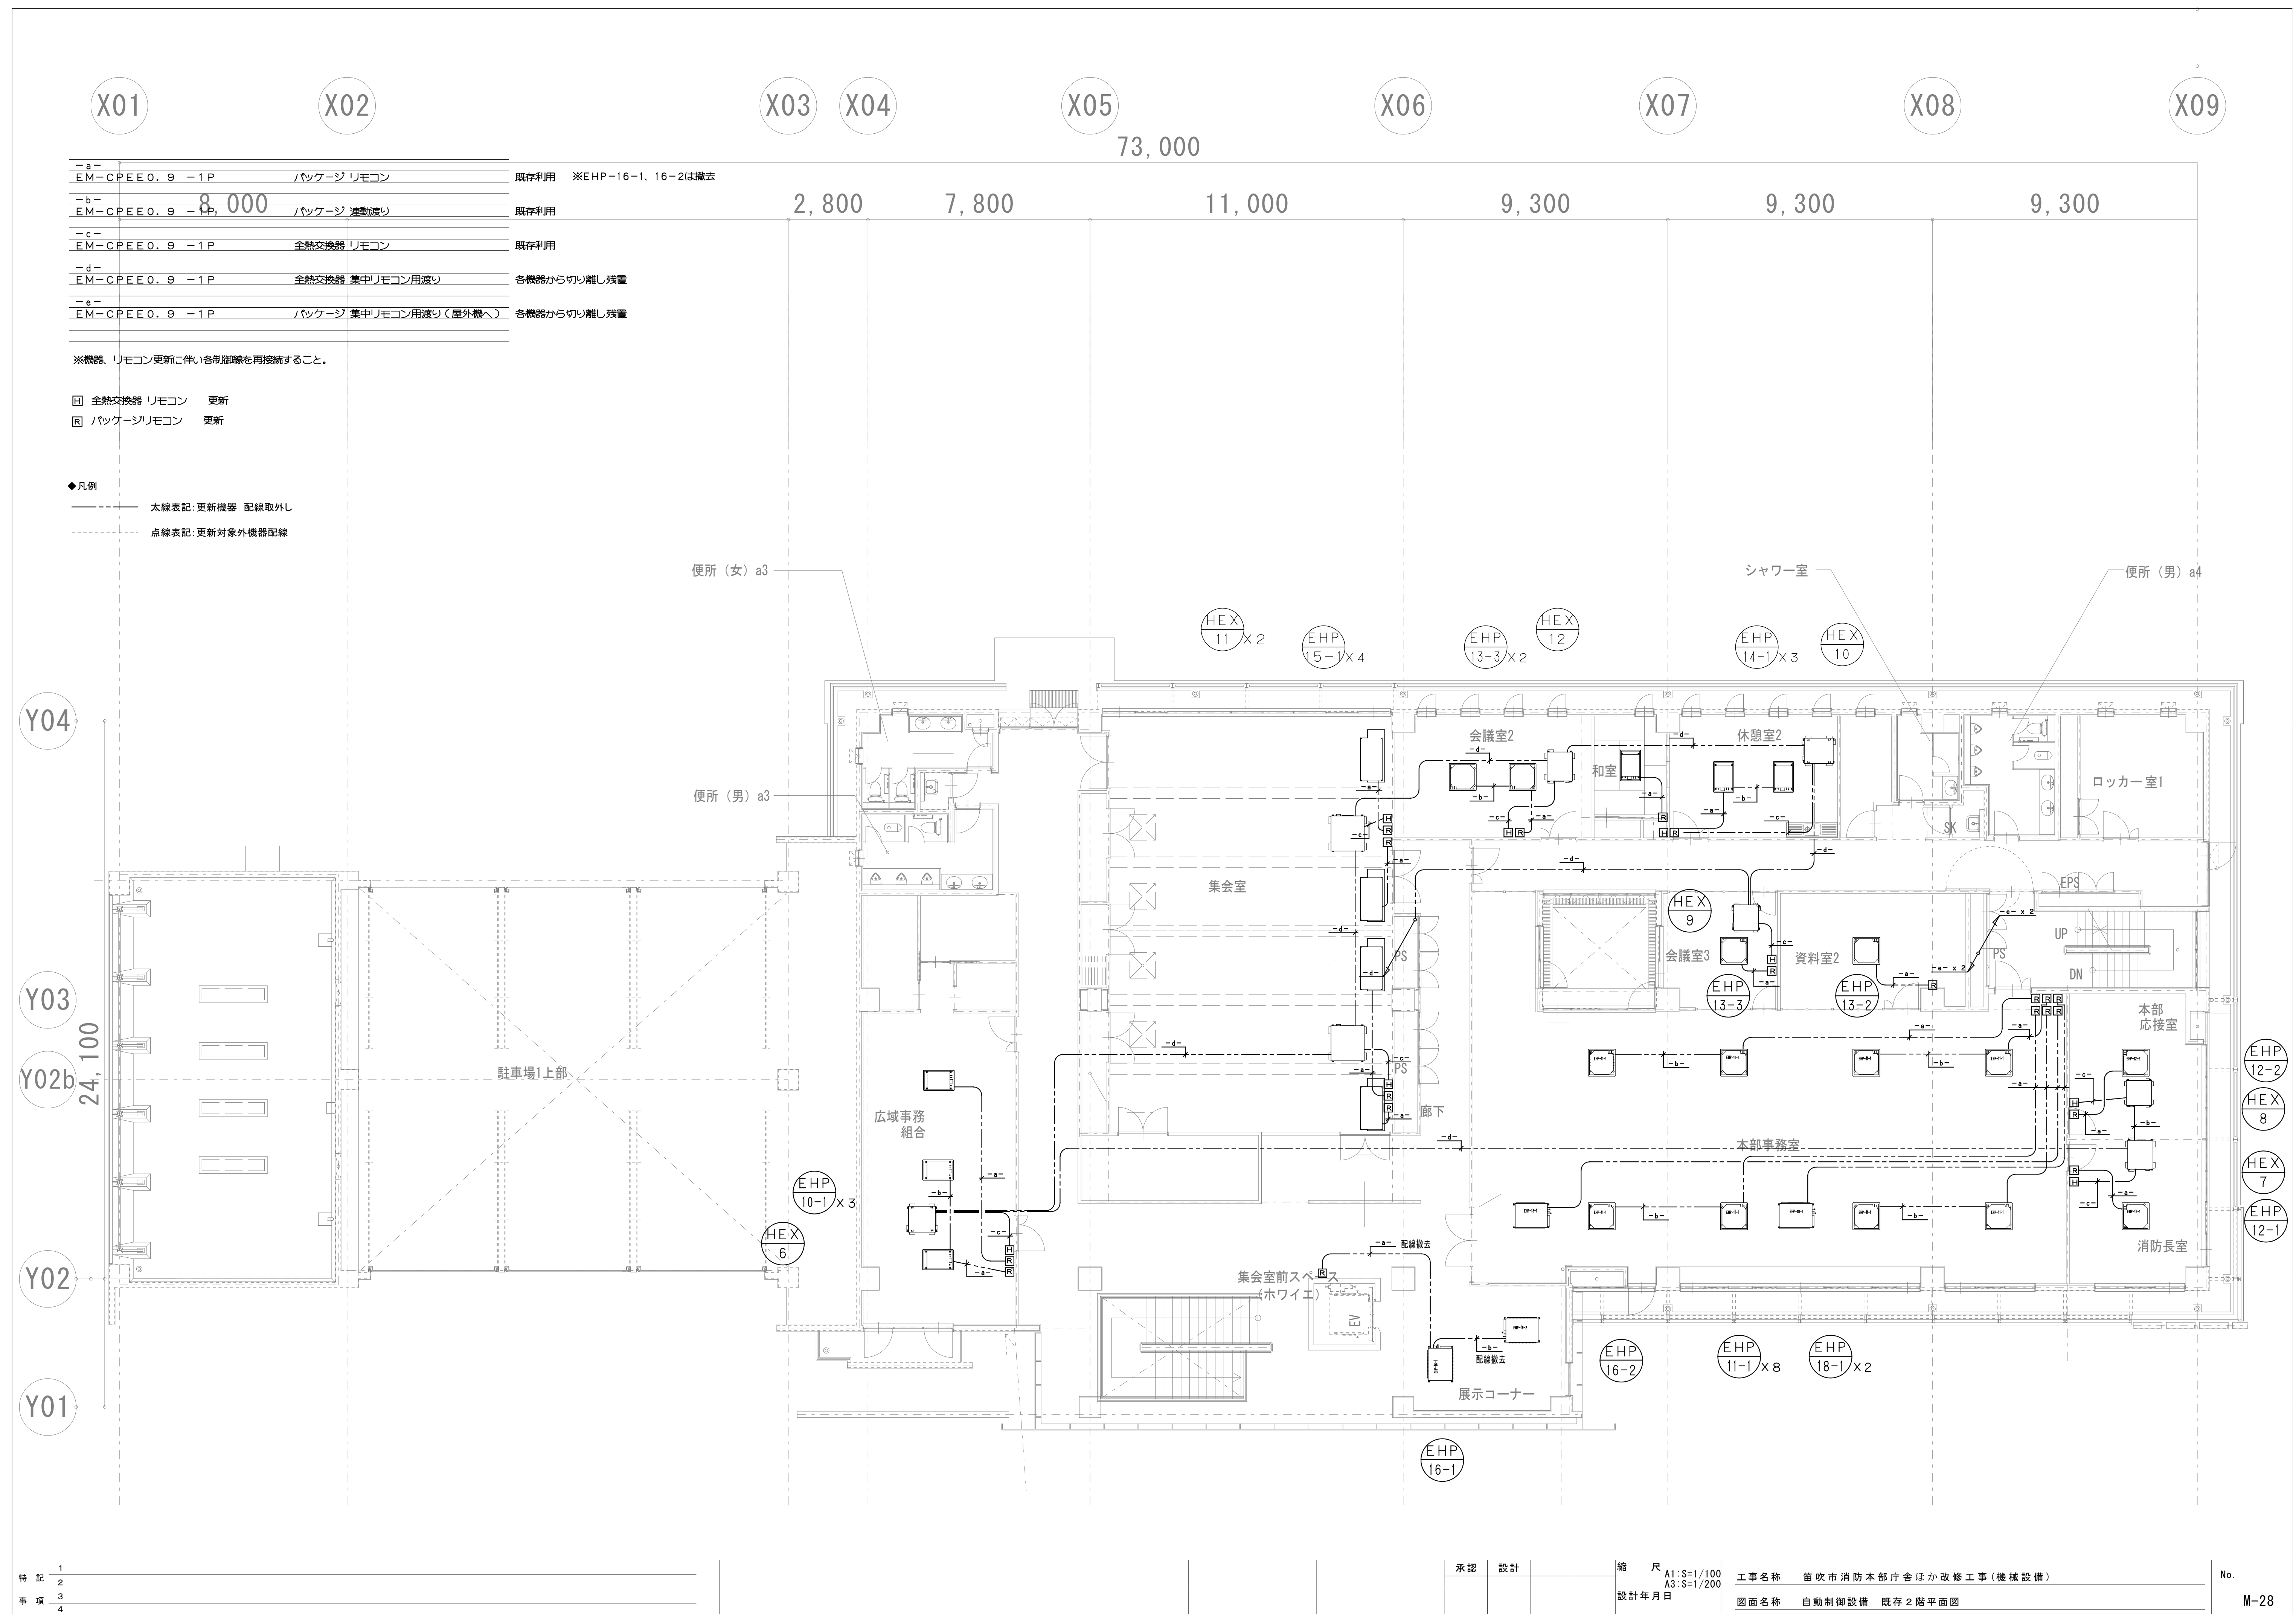 X01 X02 X03 X04 X05 X06 X07 X08 X09
73,000
8,000 2,800 7,800 11,000 9,300 9,300 9,300
－a－
EM－CPEE0.9 －1P パッケージ リモコン 既存利用 ※EHP－16－1、16－2は撤去
－b－
EM－CPEE0.9 －1P パッケージ 連動渡り 既存利用
－c－
EM－CPEE0.9 －1P 全熱交換器 リモコン 既存利用
－d－
EM－CPEE0.9 －1P 全熱交換器 集中リモコン用渡り 各機器から切り離し残置
－e－
EM－CPEE0.9 －1P パッケージ 集中リモコン用渡り（屋外機へ） 各機器から切り離し残置
※機器、リモコン更新に伴い各制御線を再接続すること。
H 全熱交換器 リモコン 更新
R パッケージリモコン 更新
◆凡例
太線表記:更新機器 配線取外し
点線表記:更新対象外機器配線
便所（女）a3
シャワー室
便所（男）a4
HEX 11 X2
EHP 15-1 X4
EHP 13-3 X2
HEX 12
EHP 14-1 X3
HEX 10
Y04
会議室2
和室
休憩室2
ロッカー室1
SK
便所（男）a3
集会室
EPS
HEX 9
－e－ x 2
UP
PS
会議室3
資料室2
PS
－e－ x 2
DN
Y03
EHP 13-3
EHP 13-2
本部
応接室
24,100
Y02b
駐車場1上部
PS
廊下
広域事務
組合
本部事務室
EHP 12-2
HEX 8
HEX 7
EHP 12-1
EHP 10-1 X3
HEX 6
消防長室
－a－ 配線撤去
Y02
集会室前スペース
(ホワイエ)
EV
－b－
配線撤去
展示コーナー
EHP 16-2
EHP 11-1 X8
EHP 18-1 X2
Y01
EHP 16-1
特記事項 1 2 3 4
承認 設計
縮尺 A1:S=1/100
A3:S=1/200
設計年月日
工事名称 笛吹市消防本部庁舎ほか改修工事(機械設備)
図面名称 自動制御設備 既存2階平面図
No.
M-28